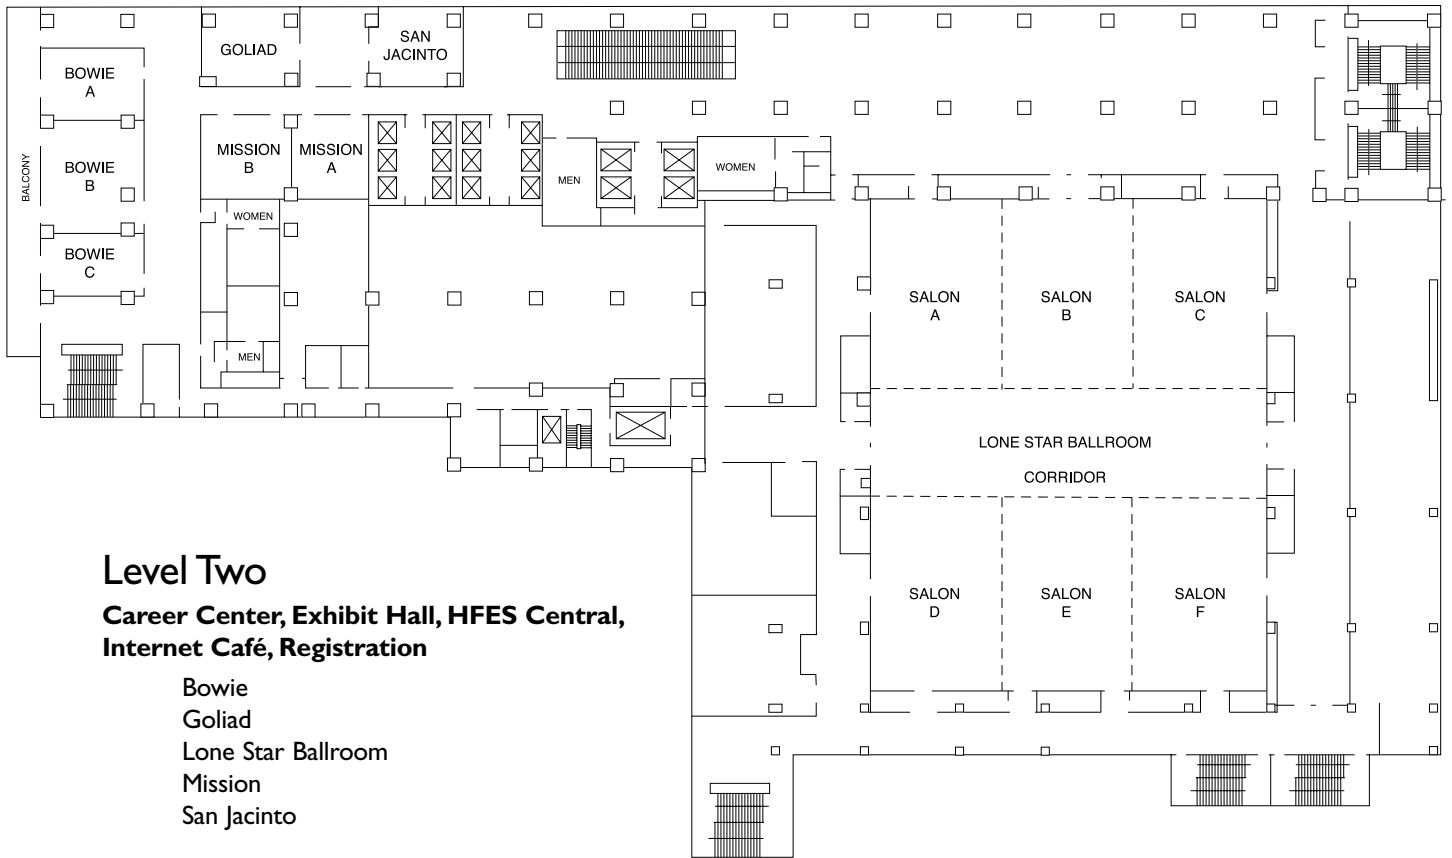 GOLIAD
SAN
JACINTO
BOWIE
A
MISSION
B
MISSION
A
BALCONY
BOWIE
B
MEN
WOMEN
WOMEN
BOWIE
C
SALON
A
SALON
B
SALON
C
MEN
LONE STAR BALLROOM
CORRIDOR
SALON
D
SALON
E
SALON
F
Level Two
Career Center, Exhibit Hall, HFES Central,
Internet Café, Registration
Bowie
Goliad
Lone Star Ballroom
Mission
San Jacinto